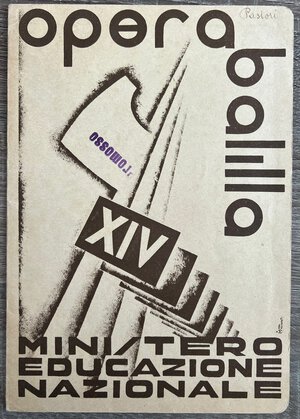 Pastori
opera
balilla
Promosso
XIV
MINISTERO
EDUCAZIONE
NAZIONALE